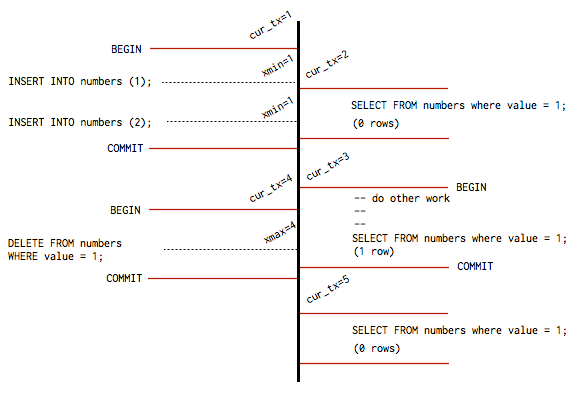 cur_tx=1
BEGIN
xmin=1
cur_tx=2
INSERT INTO numbers (1);
SELECT FROM numbers where value = 1;
(0 rows)
xmin=1
INSERT INTO numbers (2);
COMMIT
cur_tx=3
cur_tx=4
BEGIN
-- do other work
--
--
BEGIN
xmax=4
SELECT FROM numbers where value = 1;
(1 row)
DELETE FROM numbers
WHERE value = 1;
COMMIT
COMMIT
cur_tx=5
SELECT FROM numbers where value = 1;
(0 rows)